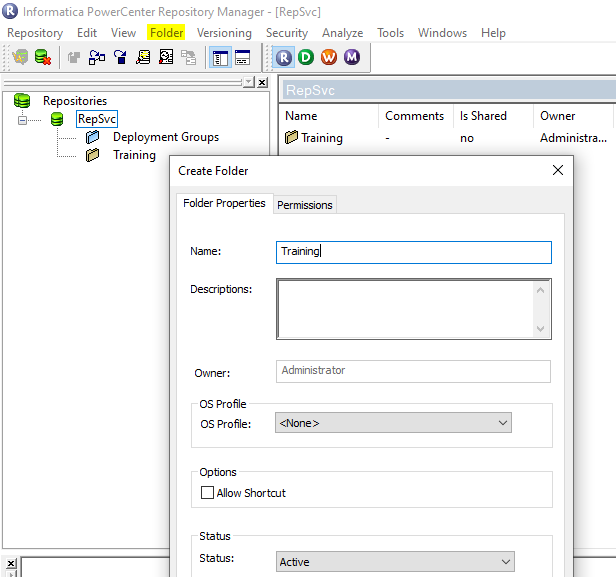 R Informatica PowerCenter Repository Manager - [RepSvc]
Repository Edit View Folder Versioning Security Analyze Tools Windows Help
R D W M
Repositories
RepSvc
Deployment Groups
Training
RepSvc
Name Comments Is Shared Owner
Training - no Administra...
Create Folder
Folder Properties Permissions
Name: Training
Descriptions:
Owner: Administrator
OS Profile
OS Profile: <None>
Options
Allow Shortcut
Status
Status: Active